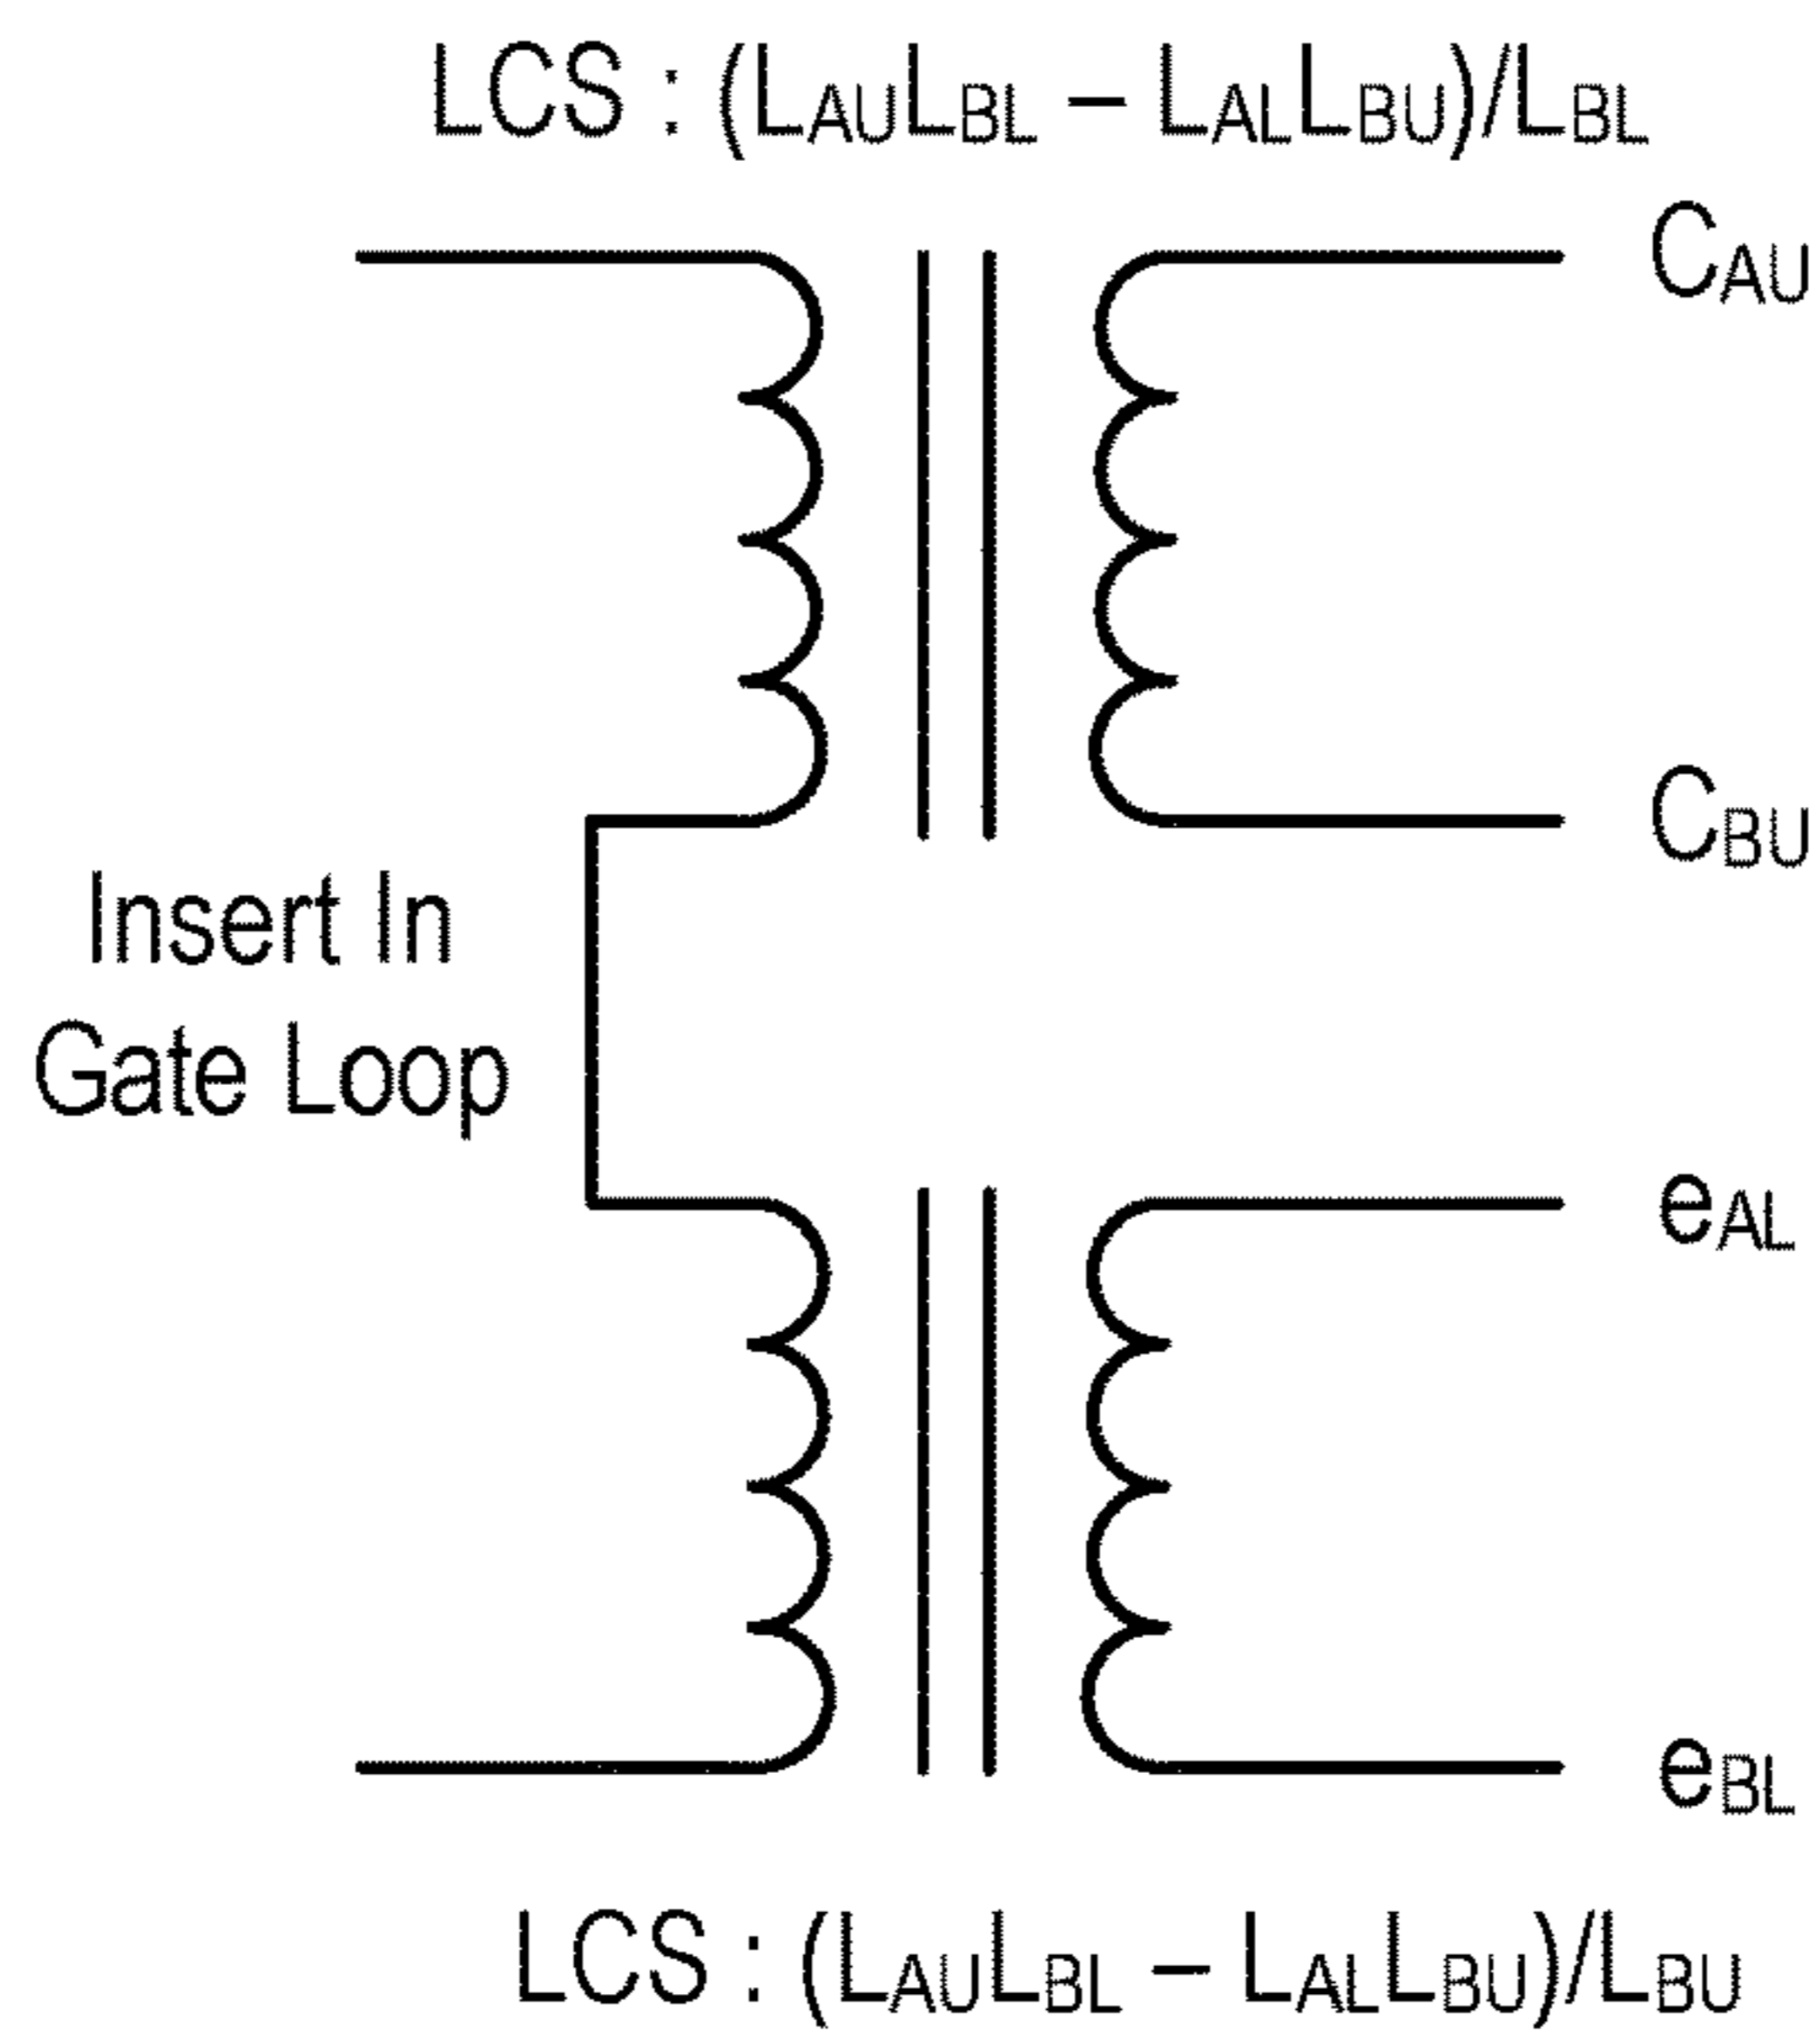 LCS : (LAULBL – LALLBU)/LBL
CAU
CBU
Insert In
Gate Loop
eAL
eBL
LCS : (LAULBL – LALLBU)/LBU